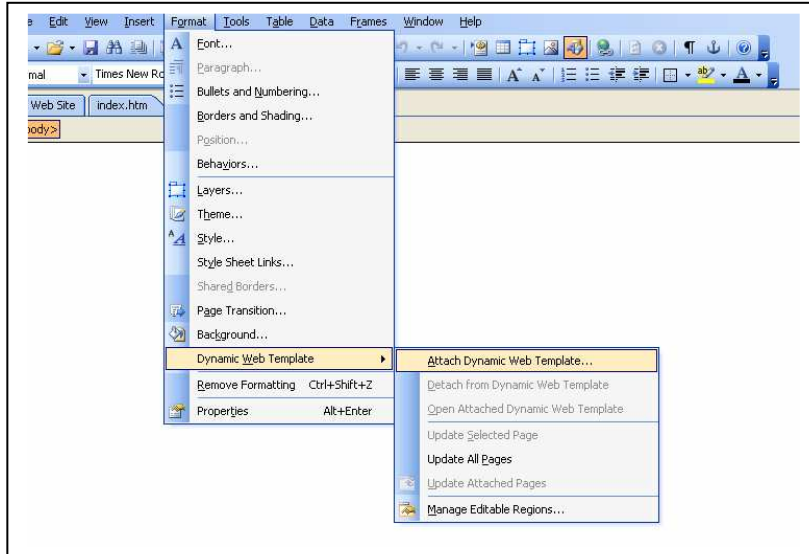 Edit View Insert Format Tools Table Data Frames Window Help
mal Times New Ro
Web Site index.htm
ody>
Font...
Paragraph...
Bullets and Numbering...
Borders and Shading...
Position...
Behaviors...
Layers...
Theme...
Style...
Style Sheet Links...
Shared Borders...
Page Transition...
Background...
Dynamic Web Template
Remove Formatting Ctrl+Shift+Z
Properties Alt+Enter
Attach Dynamic Web Template...
Detach from Dynamic Web Template
Open Attached Dynamic Web Template
Update Selected Page
Update All Pages
Update Attached Pages
Manage Editable Regions...